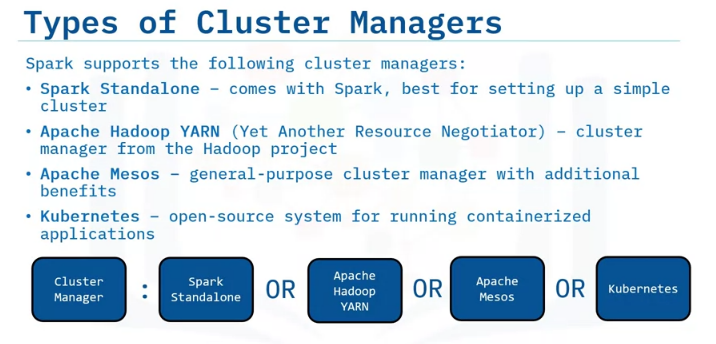 Types of Cluster Managers
Spark supports the following cluster managers:
• Spark Standalone – comes with Spark, best for setting up a simple
cluster
• Apache Hadoop YARN (Yet Another Resource Negotiator) – cluster
manager from the Hadoop project
• Apache Mesos – general-purpose cluster manager with additional
benefits
• Kubernetes – open-source system for running containerized
applications
Cluster
Manager
:
Spark
Standalone
OR
Apache
Hadoop
YARN
OR
Apache
Mesos
OR
Kubernetes